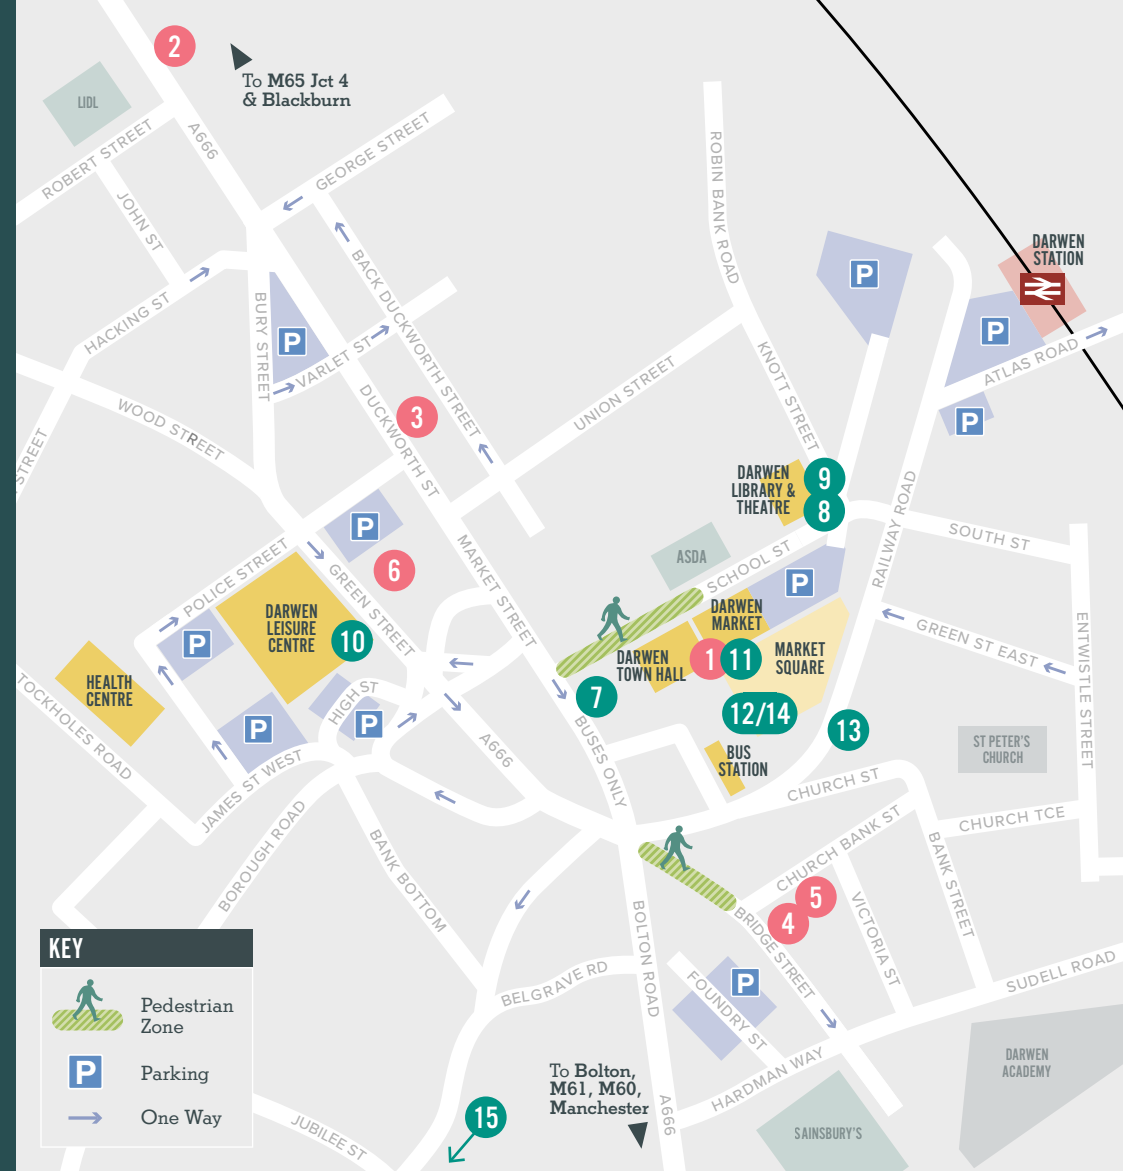 2
To M65 Jct 4
& Blackburn
LIDL
A666
ROBERT STREET
GEORGE STREET
JOHN ST
ROBIN BANK ROAD
DARWEN
STATION
P
HACKING ST
BURY STREET
BACK DUCKWORTH STREET
P
P
VARLET ST
ATLAS ROAD
KNOTT STREET
UNION STREET
WOOD STREET
DUCKWORTH ST
3
P
STREET
DARWEN
LIBRARY &
THEATRE
9
8
RAILWAY ROAD
SOUTH ST
P
ASDA
SCHOOL ST
MARKET STREET
POLICE STREET
GREEN STREET
6
P
DARWEN
LEISURE
CENTRE
10
P
DARWEN
MARKET
DARWEN
TOWN HALL
1
11
MARKET
SQUARE
GREEN ST EAST
ENTWISTLE STREET
HEALTH
CENTRE
TOCKHOLES ROAD
HIGH ST
P
P
7
12/14
13
BUSES ONLY
A666
BUS
STATION
ST PETER'S
CHURCH
JAMES ST WEST
CHURCH ST
BOROUGH ROAD
BANK BOTTOM
CHURCH TCE
CHURCH BANK ST
BANK STREET
5
4
VICTORIA ST
BRIDGE STREET
BOLTON ROAD
BELGRAVE RD
P
FOUNDRY ST
SUDELL ROAD
HARDMAN WAY
DARWEN
ACADEMY
To Bolton,
M61, M60,
Manchester
A666
SAINSBURY'S
15
JUBILEE ST
KEY
Pedestrian
Zone
P
Parking
One Way